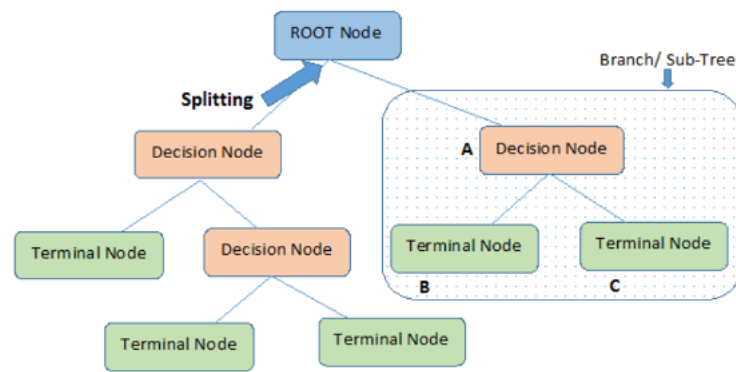 ROOT Node
Branch/ Sub-Tree
Splitting
Decision Node
A
Decision Node
Terminal Node
Decision Node
Terminal Node
Terminal Node
B
C
Terminal Node
Terminal Node